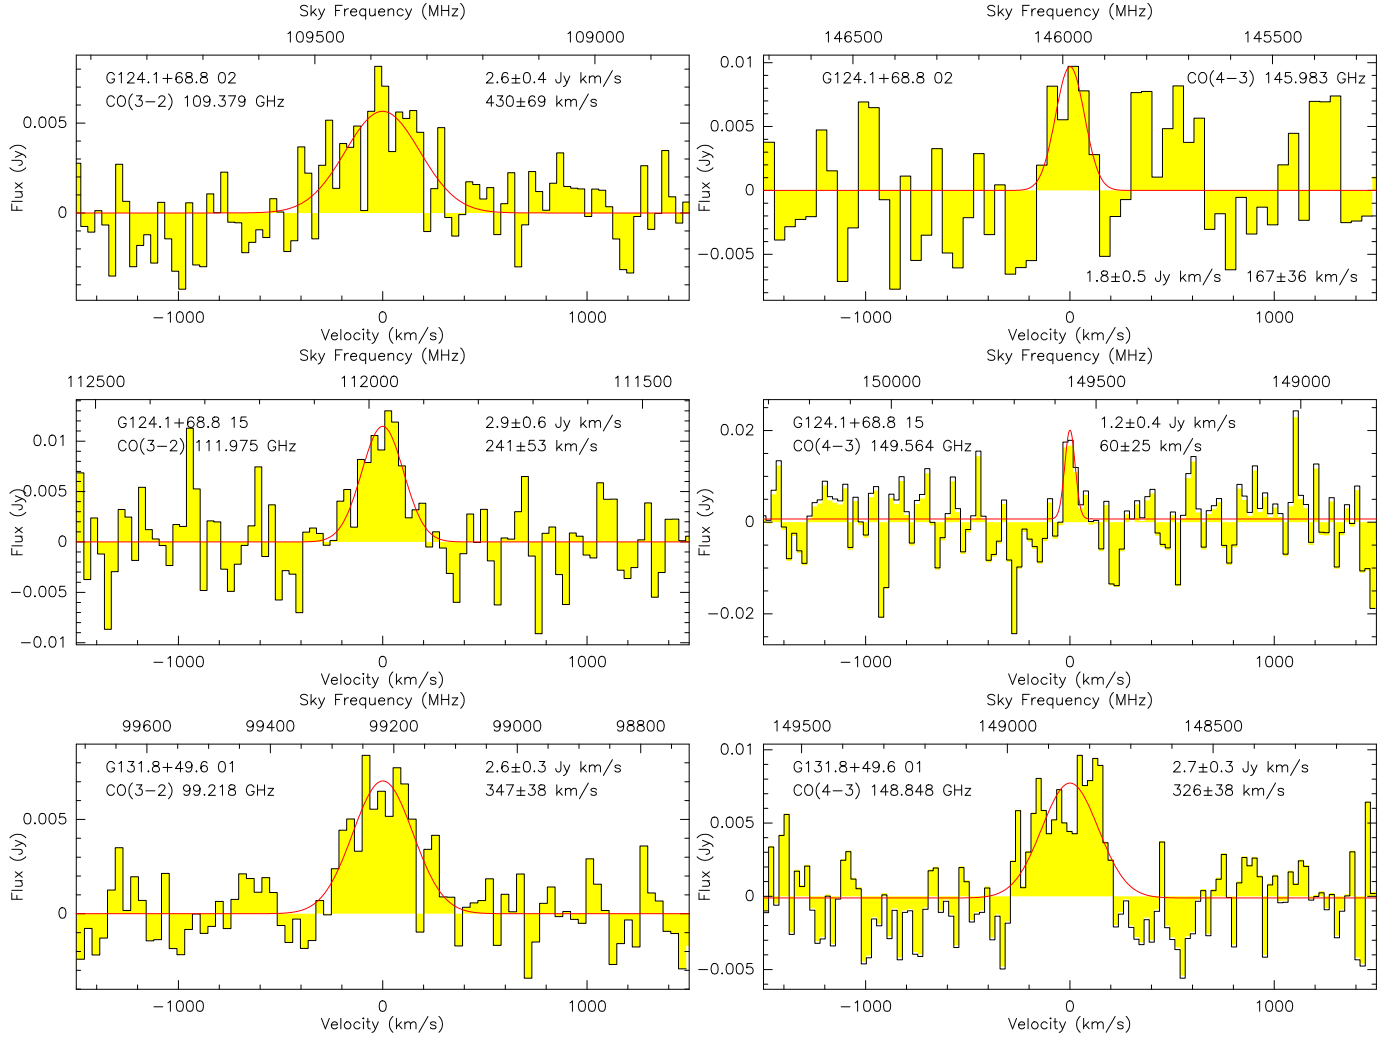 Sky Frequency (MHz)
109500 109000
G124.1+68.8 02 2.6±0.4 Jy km/s
CO(3−2) 109.379 GHz 430±69 km/s
0.005
0
Flux (Jy)
−1000 0 1000
Velocity (km/s)
Sky Frequency (MHz)
146500 146000 145500
G124.1+68.8 02 CO(4−3) 145.983 GHz
0.01
0.005
0
−0.005
Flux (Jy)
1.8±0.5 Jy km/s 167±36 km/s
−1000 0 1000
Velocity (km/s)
Sky Frequency (MHz)
112500 112000 111500
G124.1+68.8 15 2.9±0.6 Jy km/s
CO(3−2) 111.975 GHz 241±53 km/s
0.01
0.005
0
−0.005
−0.01
Flux (Jy)
−1000 0 1000
Velocity (km/s)
Sky Frequency (MHz)
150000 149500 149000
G124.1+68.8 15 1.2±0.4 Jy km/s
CO(4−3) 149.564 GHz 60±25 km/s
0.02
0
−0.02
Flux (Jy)
−1000 0 1000
Velocity (km/s)
Sky Frequency (MHz)
99600 99400 99200 99000 98800
G131.8+49.6 01 2.6±0.3 Jy km/s
CO(3−2) 99.218 GHz 347±38 km/s
0.005
0
Flux (Jy)
−1000 0 1000
Velocity (km/s)
Sky Frequency (MHz)
149500 149000 148500
G131.8+49.6 01 2.7±0.3 Jy km/s
CO(4−3) 148.848 GHz 326±38 km/s
0.01
0.005
0
−0.005
Flux (Jy)
−1000 0 1000
Velocity (km/s)